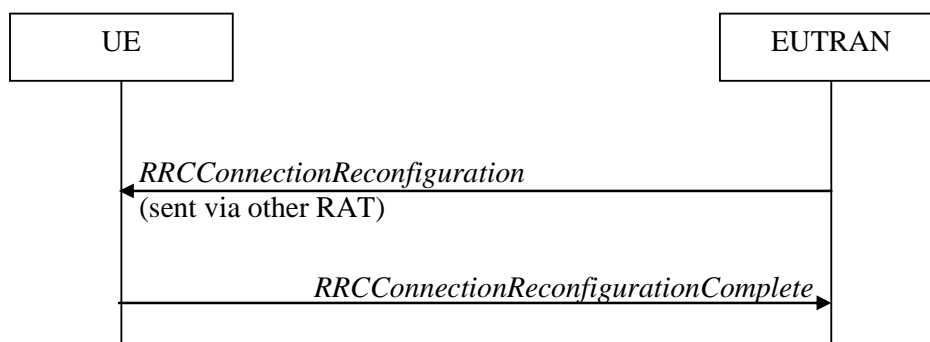 UE
EUTRAN
RRCConnectionReconfiguration
(sent via other RAT)
RRCConnectionReconfigurationComplete